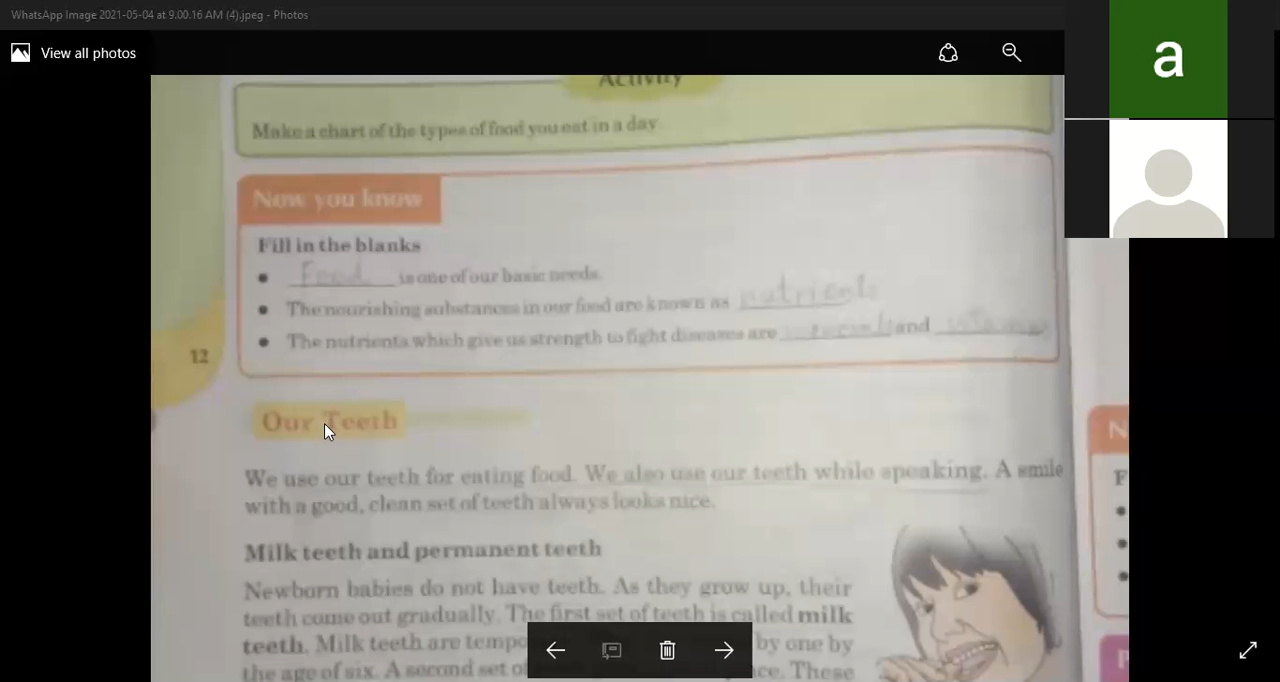 WhatsApp Image 2021-05-04 at 9.00.16 AM (4).jpeg - Photos
View all photos
a
Activity
Make a chart of the types of food you eat in a day.
Now you know
Fill in the blanks
Food is one of our basic needs.
The nourishing substances in our food are known as nutrients
The nutrients which give us strength to fight diseases are and
12
Our Teeth
We use our teeth for eating food. We also use our teeth while speaking. A smile
with a good, clean set of teeth always looks nice.
Milk teeth and permanent teeth
Newborn babies do not have teeth. As they grow up, their
teeth come out gradually. The first set of teeth is called milk
teeth. Milk teeth are by one by
the age of six. A second set of These
N
F